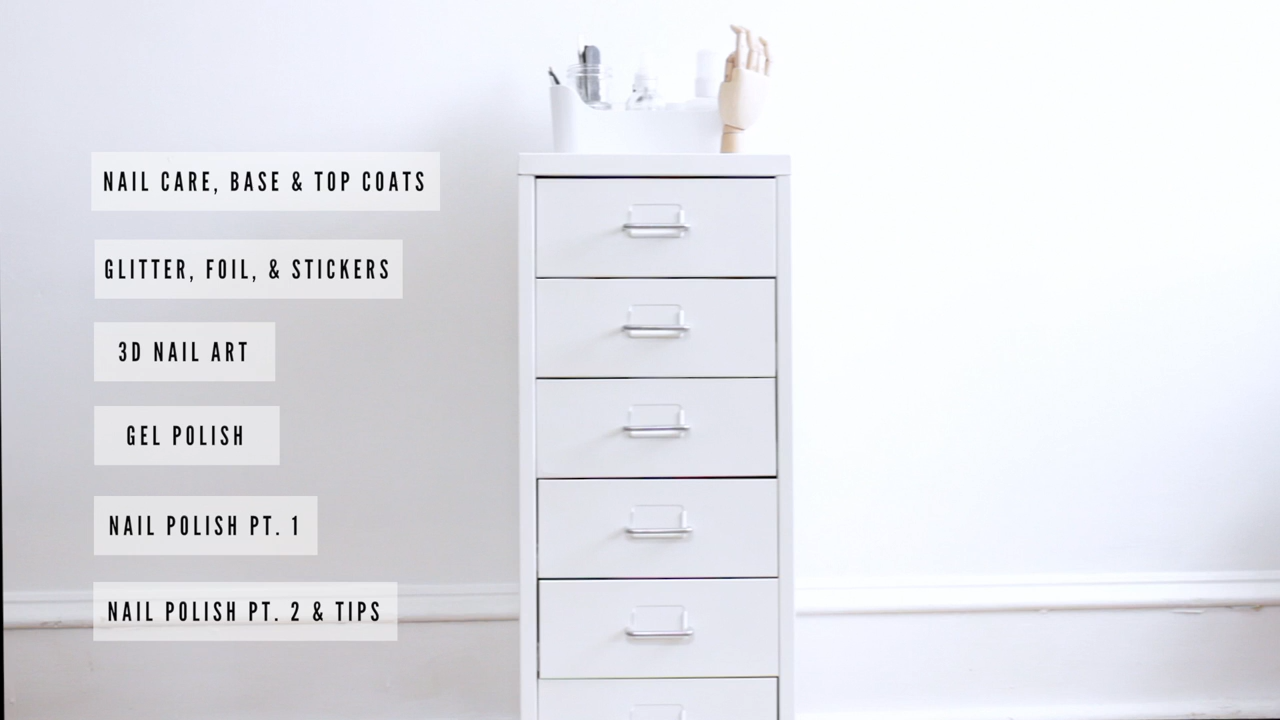 NAIL CARE, BASE & TOP COATS
GLITTER, FOIL, & STICKERS
3D NAIL ART
GEL POLISH
NAIL POLISH PT. 1
NAIL POLISH PT. 2 & TIPS